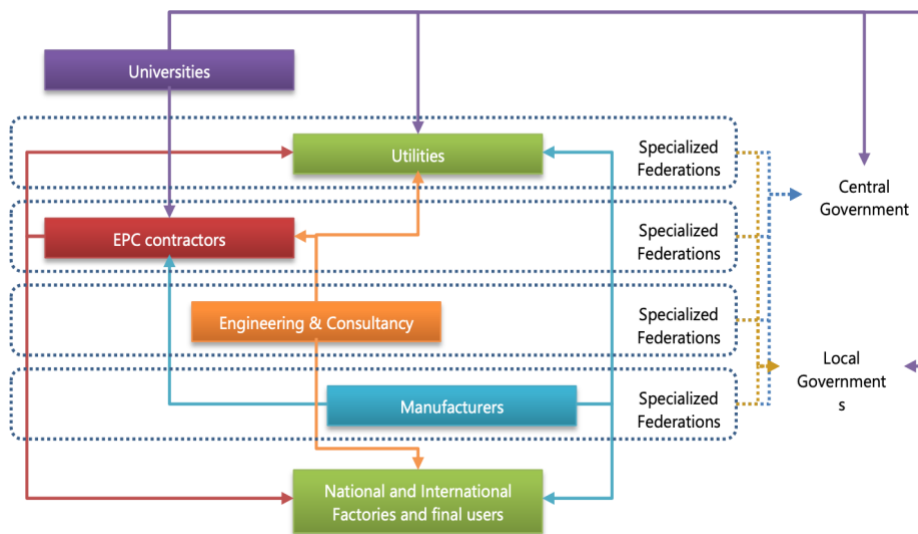 Universities
Utilities
Specialized
Federations
Central
Government
EPC contractors
Specialized
Federations
Engineering & Consultancy
Specialized
Federations
Local
Government
s
Manufacturers
Specialized
Federations
National and International
Factories and final users